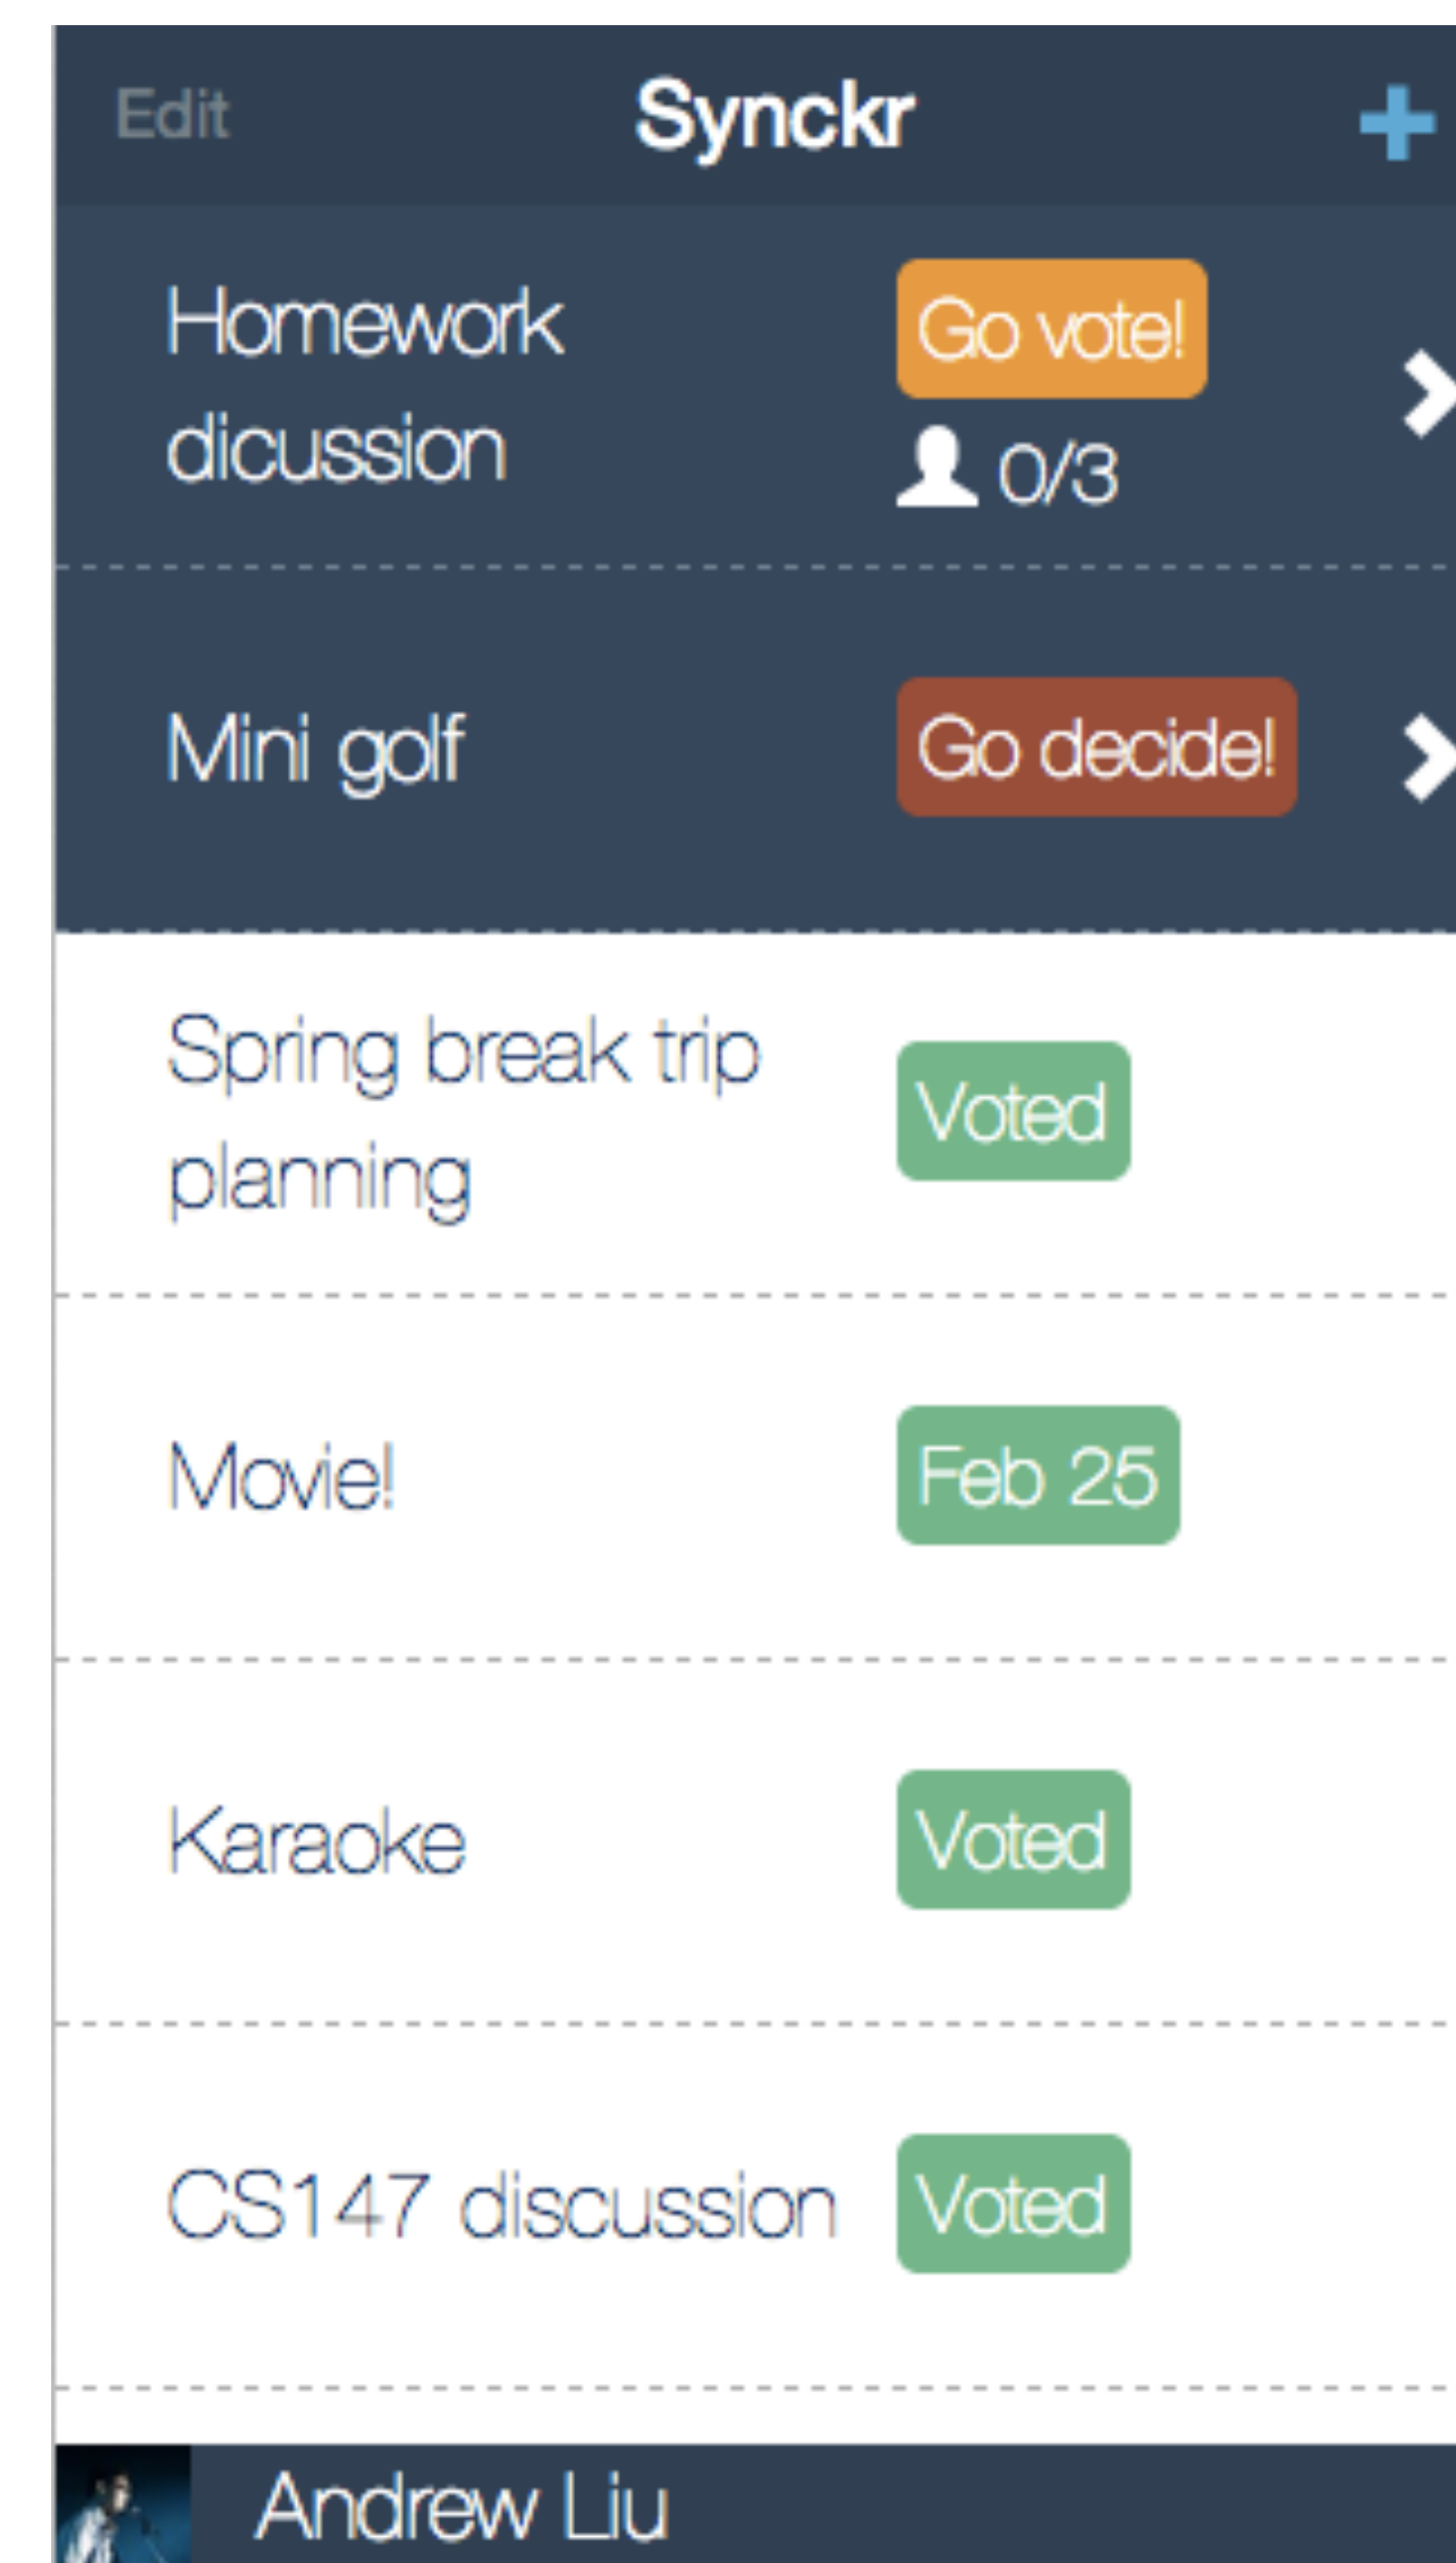 Edit Synckr +
Homework Go vote!
dicussion 0/3
Mini golf Go decide!
Spring break trip
planning Voted
Movie! Feb 25
Karaoke Voted
CS147 discussion Voted
Andrew Liu